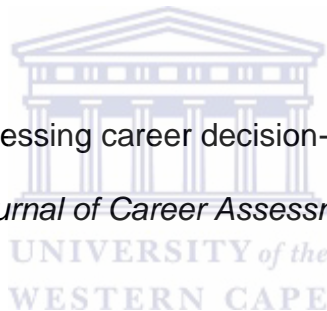 essing career decision-
urnal of Career Assessm
UNIVERSITY of the
WESTERN CAPE